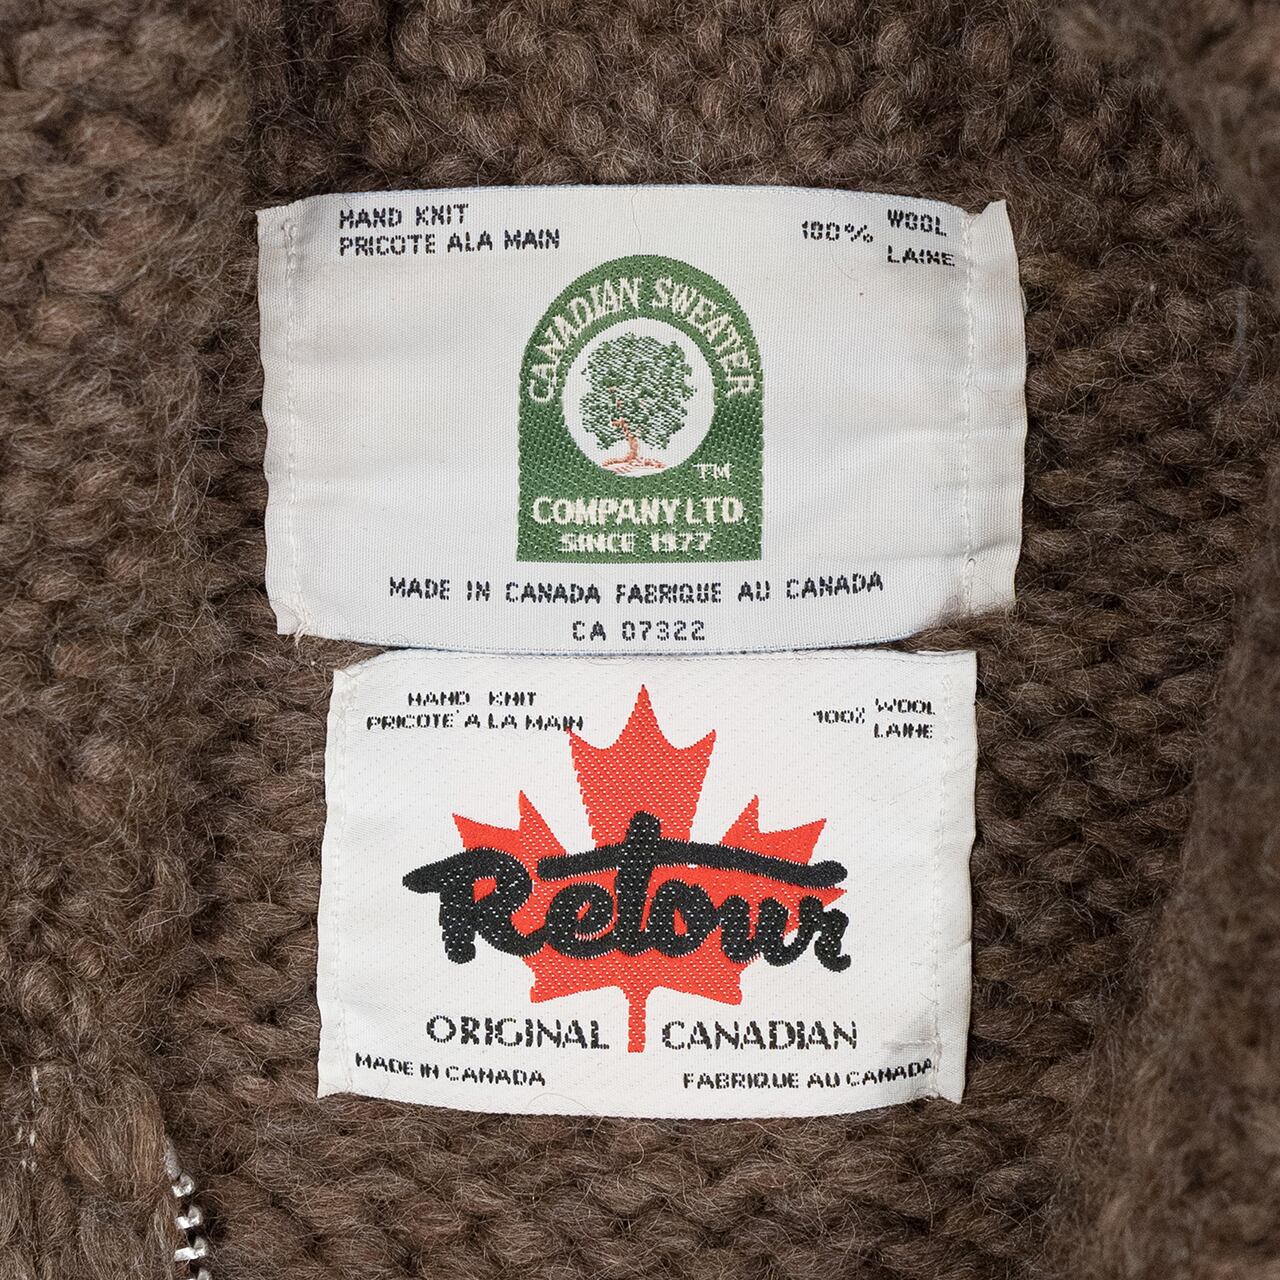 HAND KNIT
PRICOTE ALA MAIN
100% WOOL
LAINE
CANADIAN SWEATER
TM
COMPANY LTD
SINCE 1977
MADE IN CANADA FABRIQUE AU CANADA
CA 07322
HAND KNIT
PRICOTE' A LA MAIN
100% WOOL
LAINE
Retour
ORIGINAL CANADIAN
MADE IN CANADA FABRIQUE AU CANADA